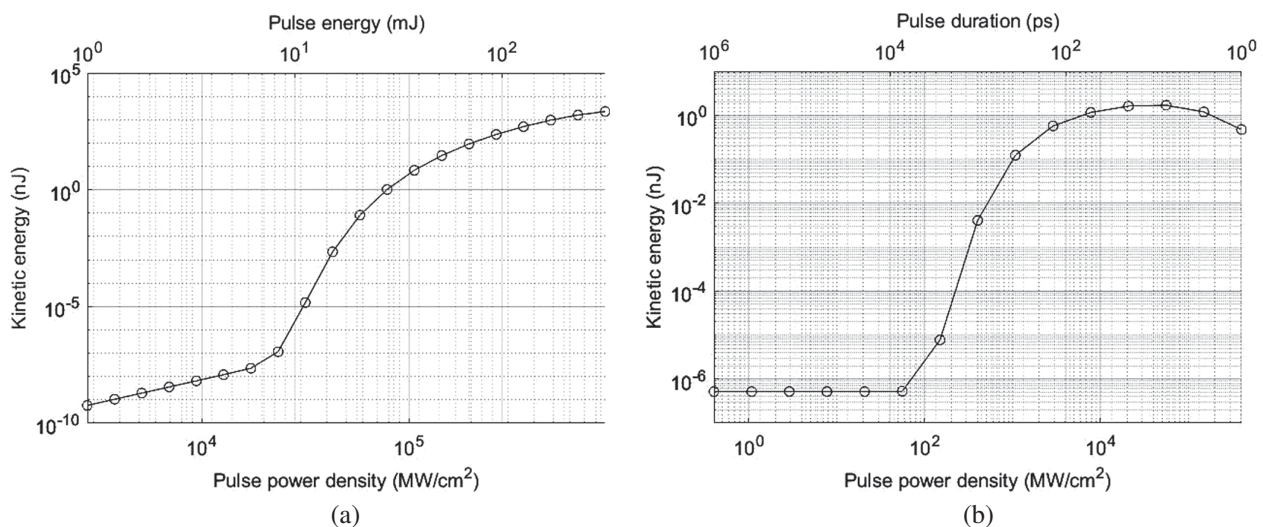 Pulse energy (mJ)
10^0 10^1 10^2
10^5
10^0
10^-5
10^-10
Kinetic energy (nJ)
10^4 10^5
Pulse power density (MW/cm^2)
(a)
Pulse duration (ps)
10^6 10^4 10^2 10^0
10^0
10^-2
10^-4
10^-6
Kinetic energy (nJ)
10^0 10^2 10^4
Pulse power density (MW/cm^2)
(b)